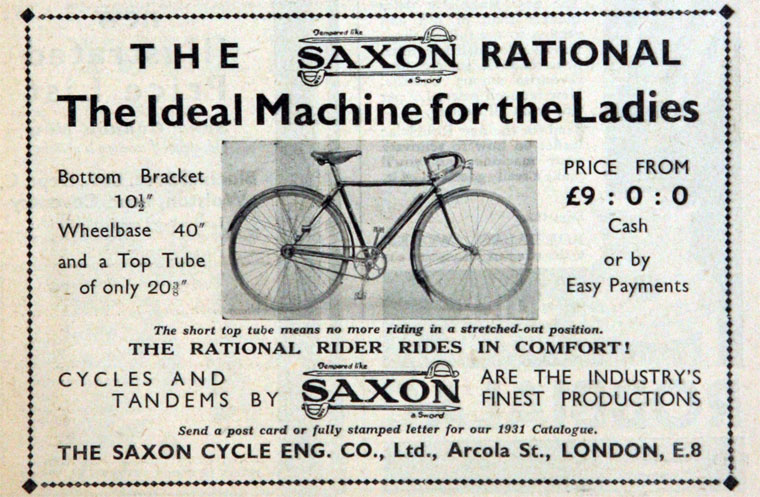 THE Tempered like SAXON a Sword RATIONAL
The Ideal Machine for the Ladies
Bottom Bracket
10½″
Wheelbase 40″
and a Top Tube
of only 20¾″
PRICE FROM
£9 : 0 : 0
Cash
or by
Easy Payments
The short top tube means no more riding in a stretched-out position.
THE RATIONAL RIDER RIDES IN COMFORT!
CYCLES AND
TANDEMS BY
Tempered like
SAXON
a Sword
ARE THE INDUSTRY'S
FINEST PRODUCTIONS
Send a post card or fully stamped letter for our 1931 Catalogue.
THE SAXON CYCLE ENG. CO., Ltd., Arcola St., LONDON, E.8